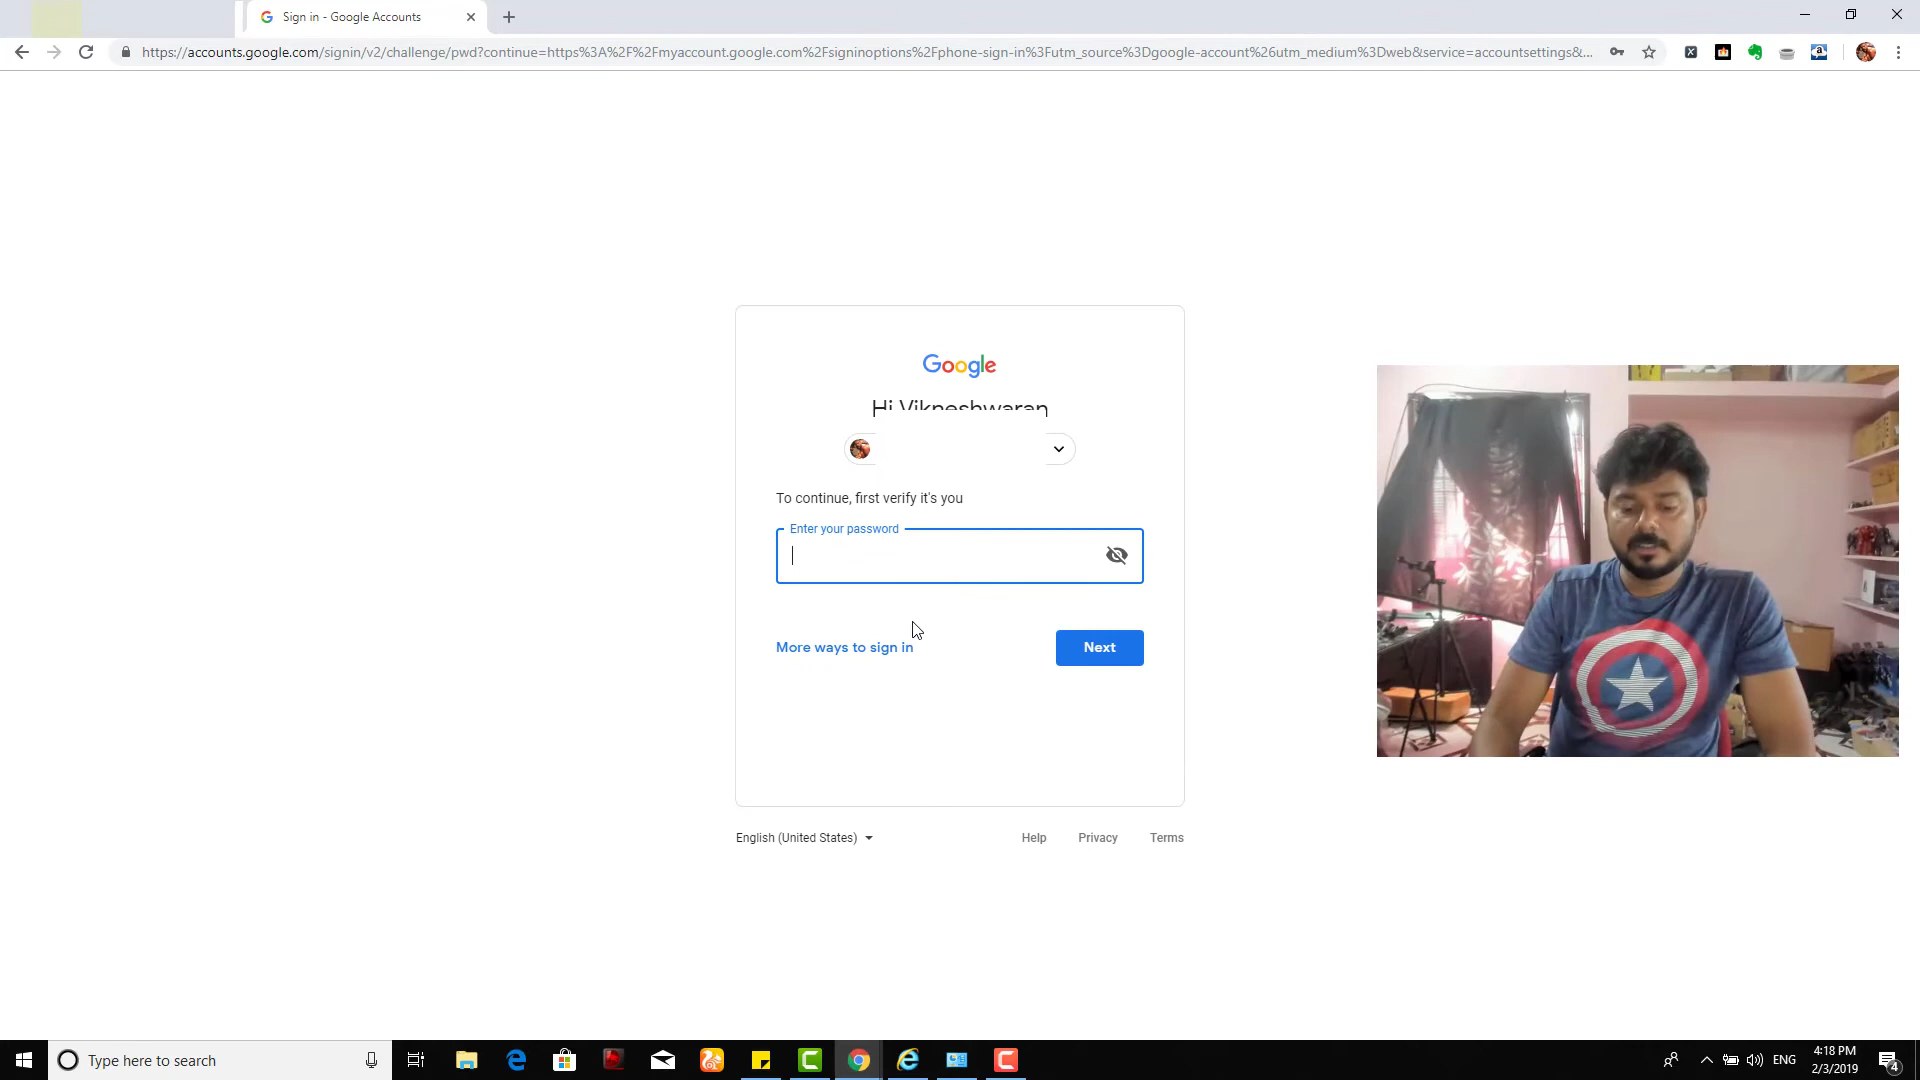 Sign in - Google Accounts
https://accounts.google.com/signin/v2/challenge/pwd?continue=https%3A%2F%2Fmyaccount.google.com%2Fsigninoptions%2Fphone-sign-in%3Futm_source%3Dgoogle-account%26utm_medium%3Dweb&service=accountsettings&...
Google
Hi Vikneshwaran
To continue, first verify it's you
Enter your password
More ways to sign in
Next
English (United States)
Help
Privacy
Terms
Type here to search
ENG
4:18 PM
2/3/2019
4